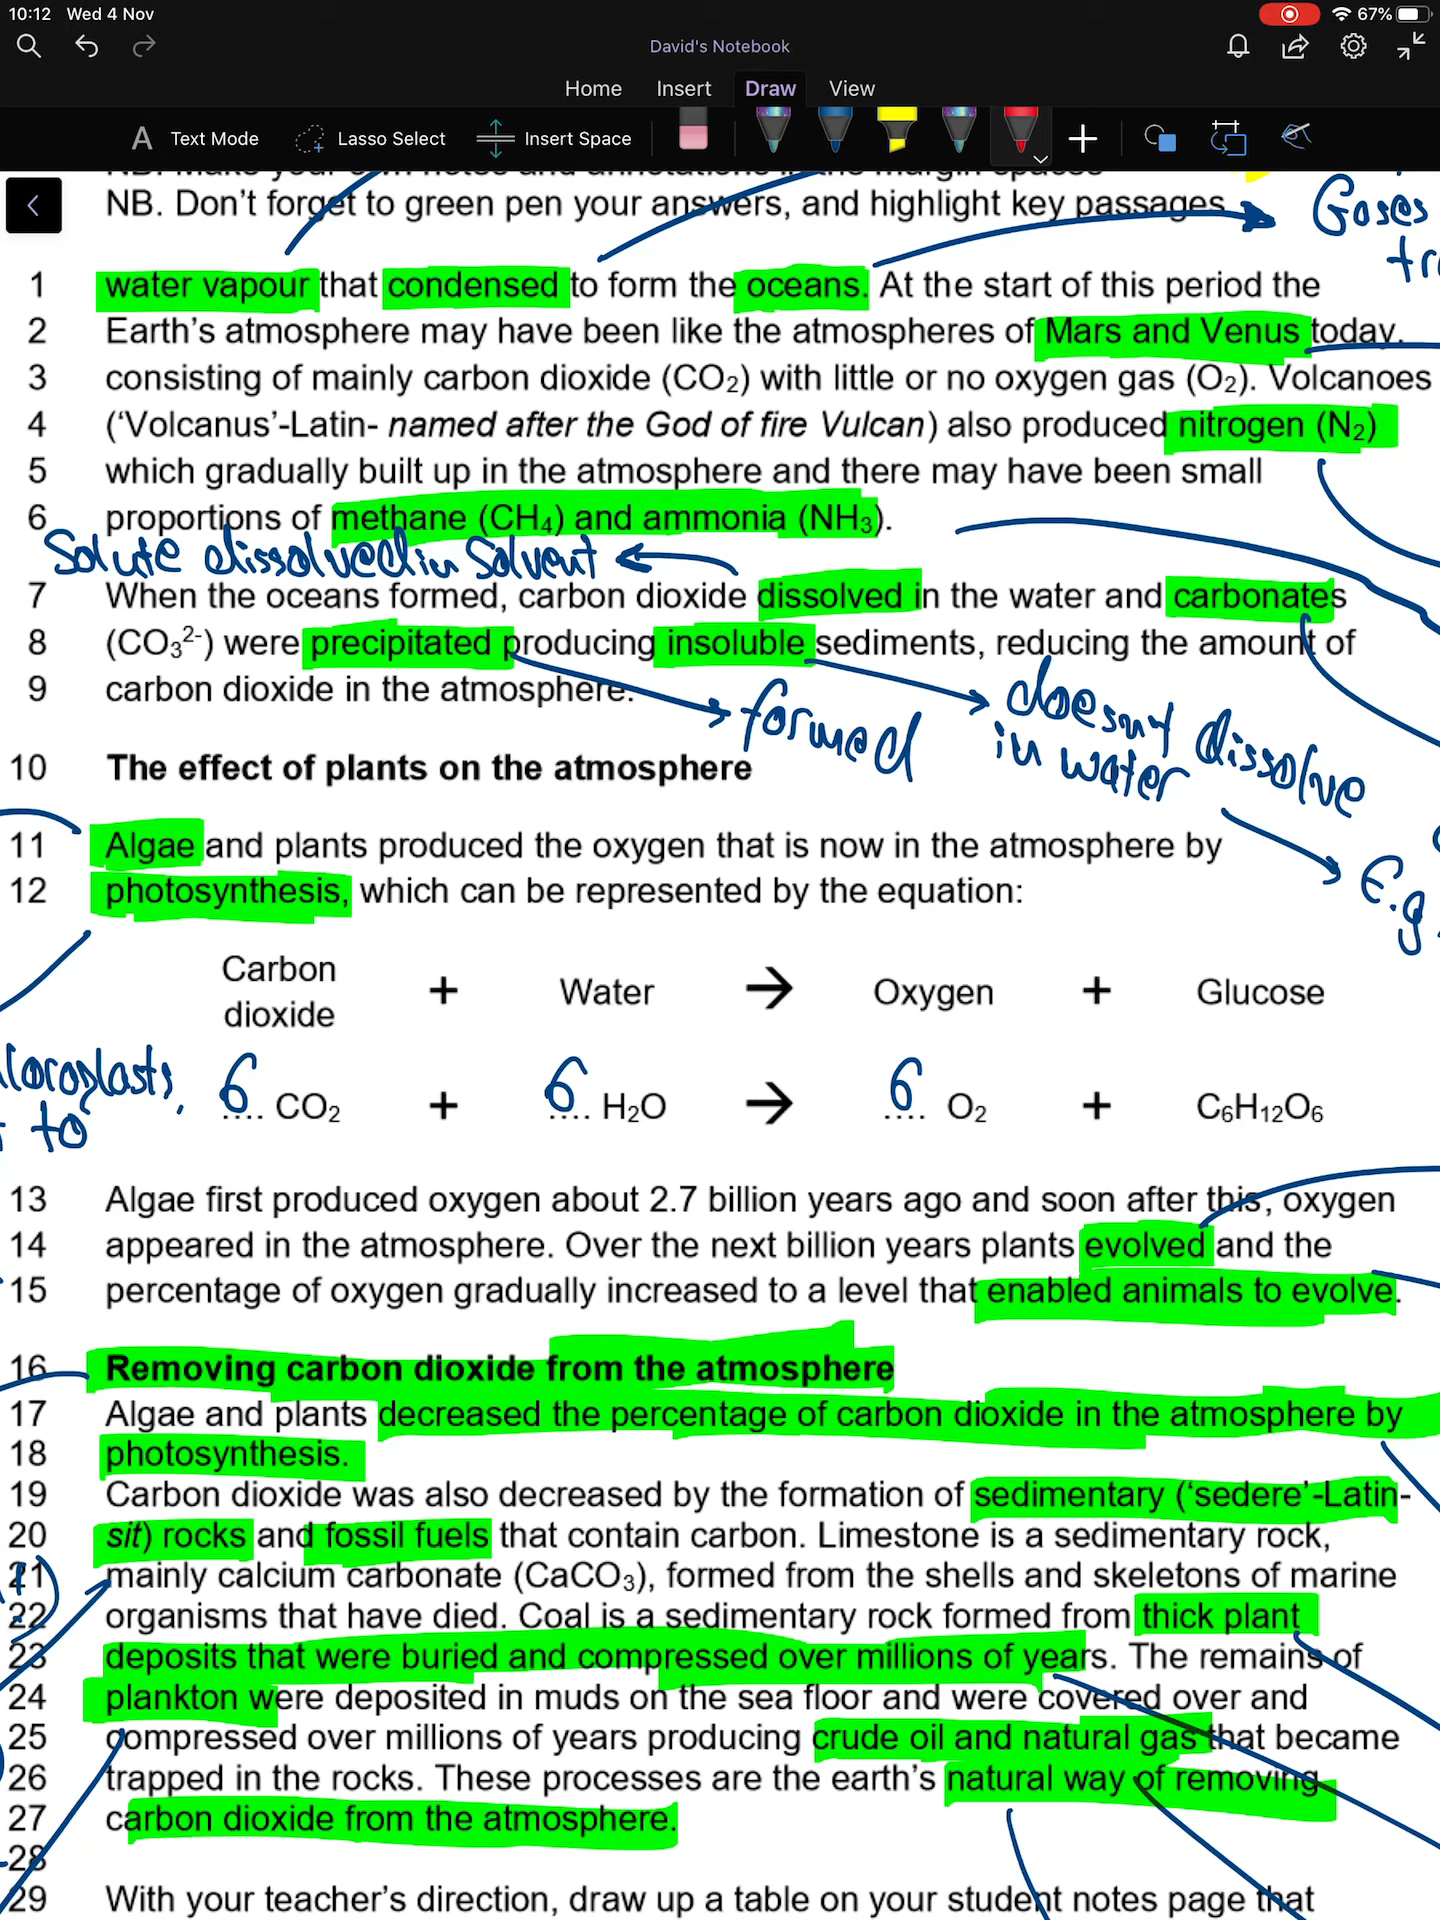 10:12 Wed 4 Nov
67%
David's Notebook
Home Insert Draw View
Text Mode Lasso Select Insert Space
NB. Make your own notes and annotations in the margin spaces
NB. Don't forget to green pen your answers, and highlight key passages
Gases
1 water vapour that condensed to form the oceans. At the start of this period the
2 Earth's atmosphere may have been like the atmospheres of Mars and Venus today,
3 consisting of mainly carbon dioxide (CO₂) with little or no oxygen gas (O₂). Volcanoes
4 ('Volcanus'-Latin- named after the God of fire Vulcan) also produced nitrogen (N₂)
5 which gradually built up in the atmosphere and there may have been small
6 proportions of methane (CH₄) and ammonia (NH₃).
Solute dissolved in solvent
7 When the oceans formed, carbon dioxide dissolved in the water and carbonates
8 (CO₃²⁻) were precipitated producing insoluble sediments, reducing the amount of
9 carbon dioxide in the atmosphere.
formed
doesn't dissolve
in water
E.g.
10 The effect of plants on the atmosphere
11 Algae and plants produced the oxygen that is now in the atmosphere by
12 photosynthesis, which can be represented by the equation:
Carbon dioxide + Water → Oxygen + Glucose
loroplasts,
to
6 CO₂ + 6 H₂O → 6 O₂ + C₆H₁₂O₆
13 Algae first produced oxygen about 2.7 billion years ago and soon after this, oxygen
14 appeared in the atmosphere. Over the next billion years plants evolved and the
15 percentage of oxygen gradually increased to a level that enabled animals to evolve.
16 Removing carbon dioxide from the atmosphere
17 Algae and plants decreased the percentage of carbon dioxide in the atmosphere by
18 photosynthesis.
19 Carbon dioxide was also decreased by the formation of sedimentary ('sedere'-Latin-
20 sit) rocks and fossil fuels that contain carbon. Limestone is a sedimentary rock,
21 mainly calcium carbonate (CaCO₃), formed from the shells and skeletons of marine
22 organisms that have died. Coal is a sedimentary rock formed from thick plant
23 deposits that were buried and compressed over millions of years. The remains of
24 plankton were deposited in muds on the sea floor and were covered over and
25 compressed over millions of years producing crude oil and natural gas that became
26 trapped in the rocks. These processes are the earth's natural way of removing
27 carbon dioxide from the atmosphere.
28
29 With your teacher's direction, draw up a table on your student notes page that